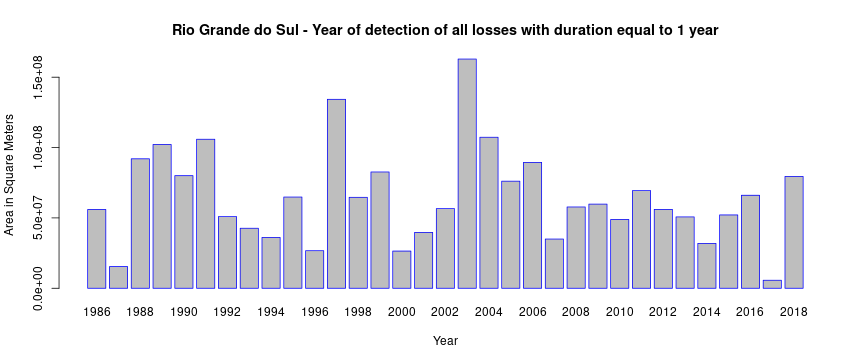 Rio Grande do Sul - Year of detection of all losses with duration equal to 1 year
Area in Square Meters
1.5e+08
1.0e+08
5.0e+07
0.0e+00
1986 1988 1990 1992 1994 1996 1998 2000 2002 2004 2006 2008 2010 2012 2014 2016 2018
Year